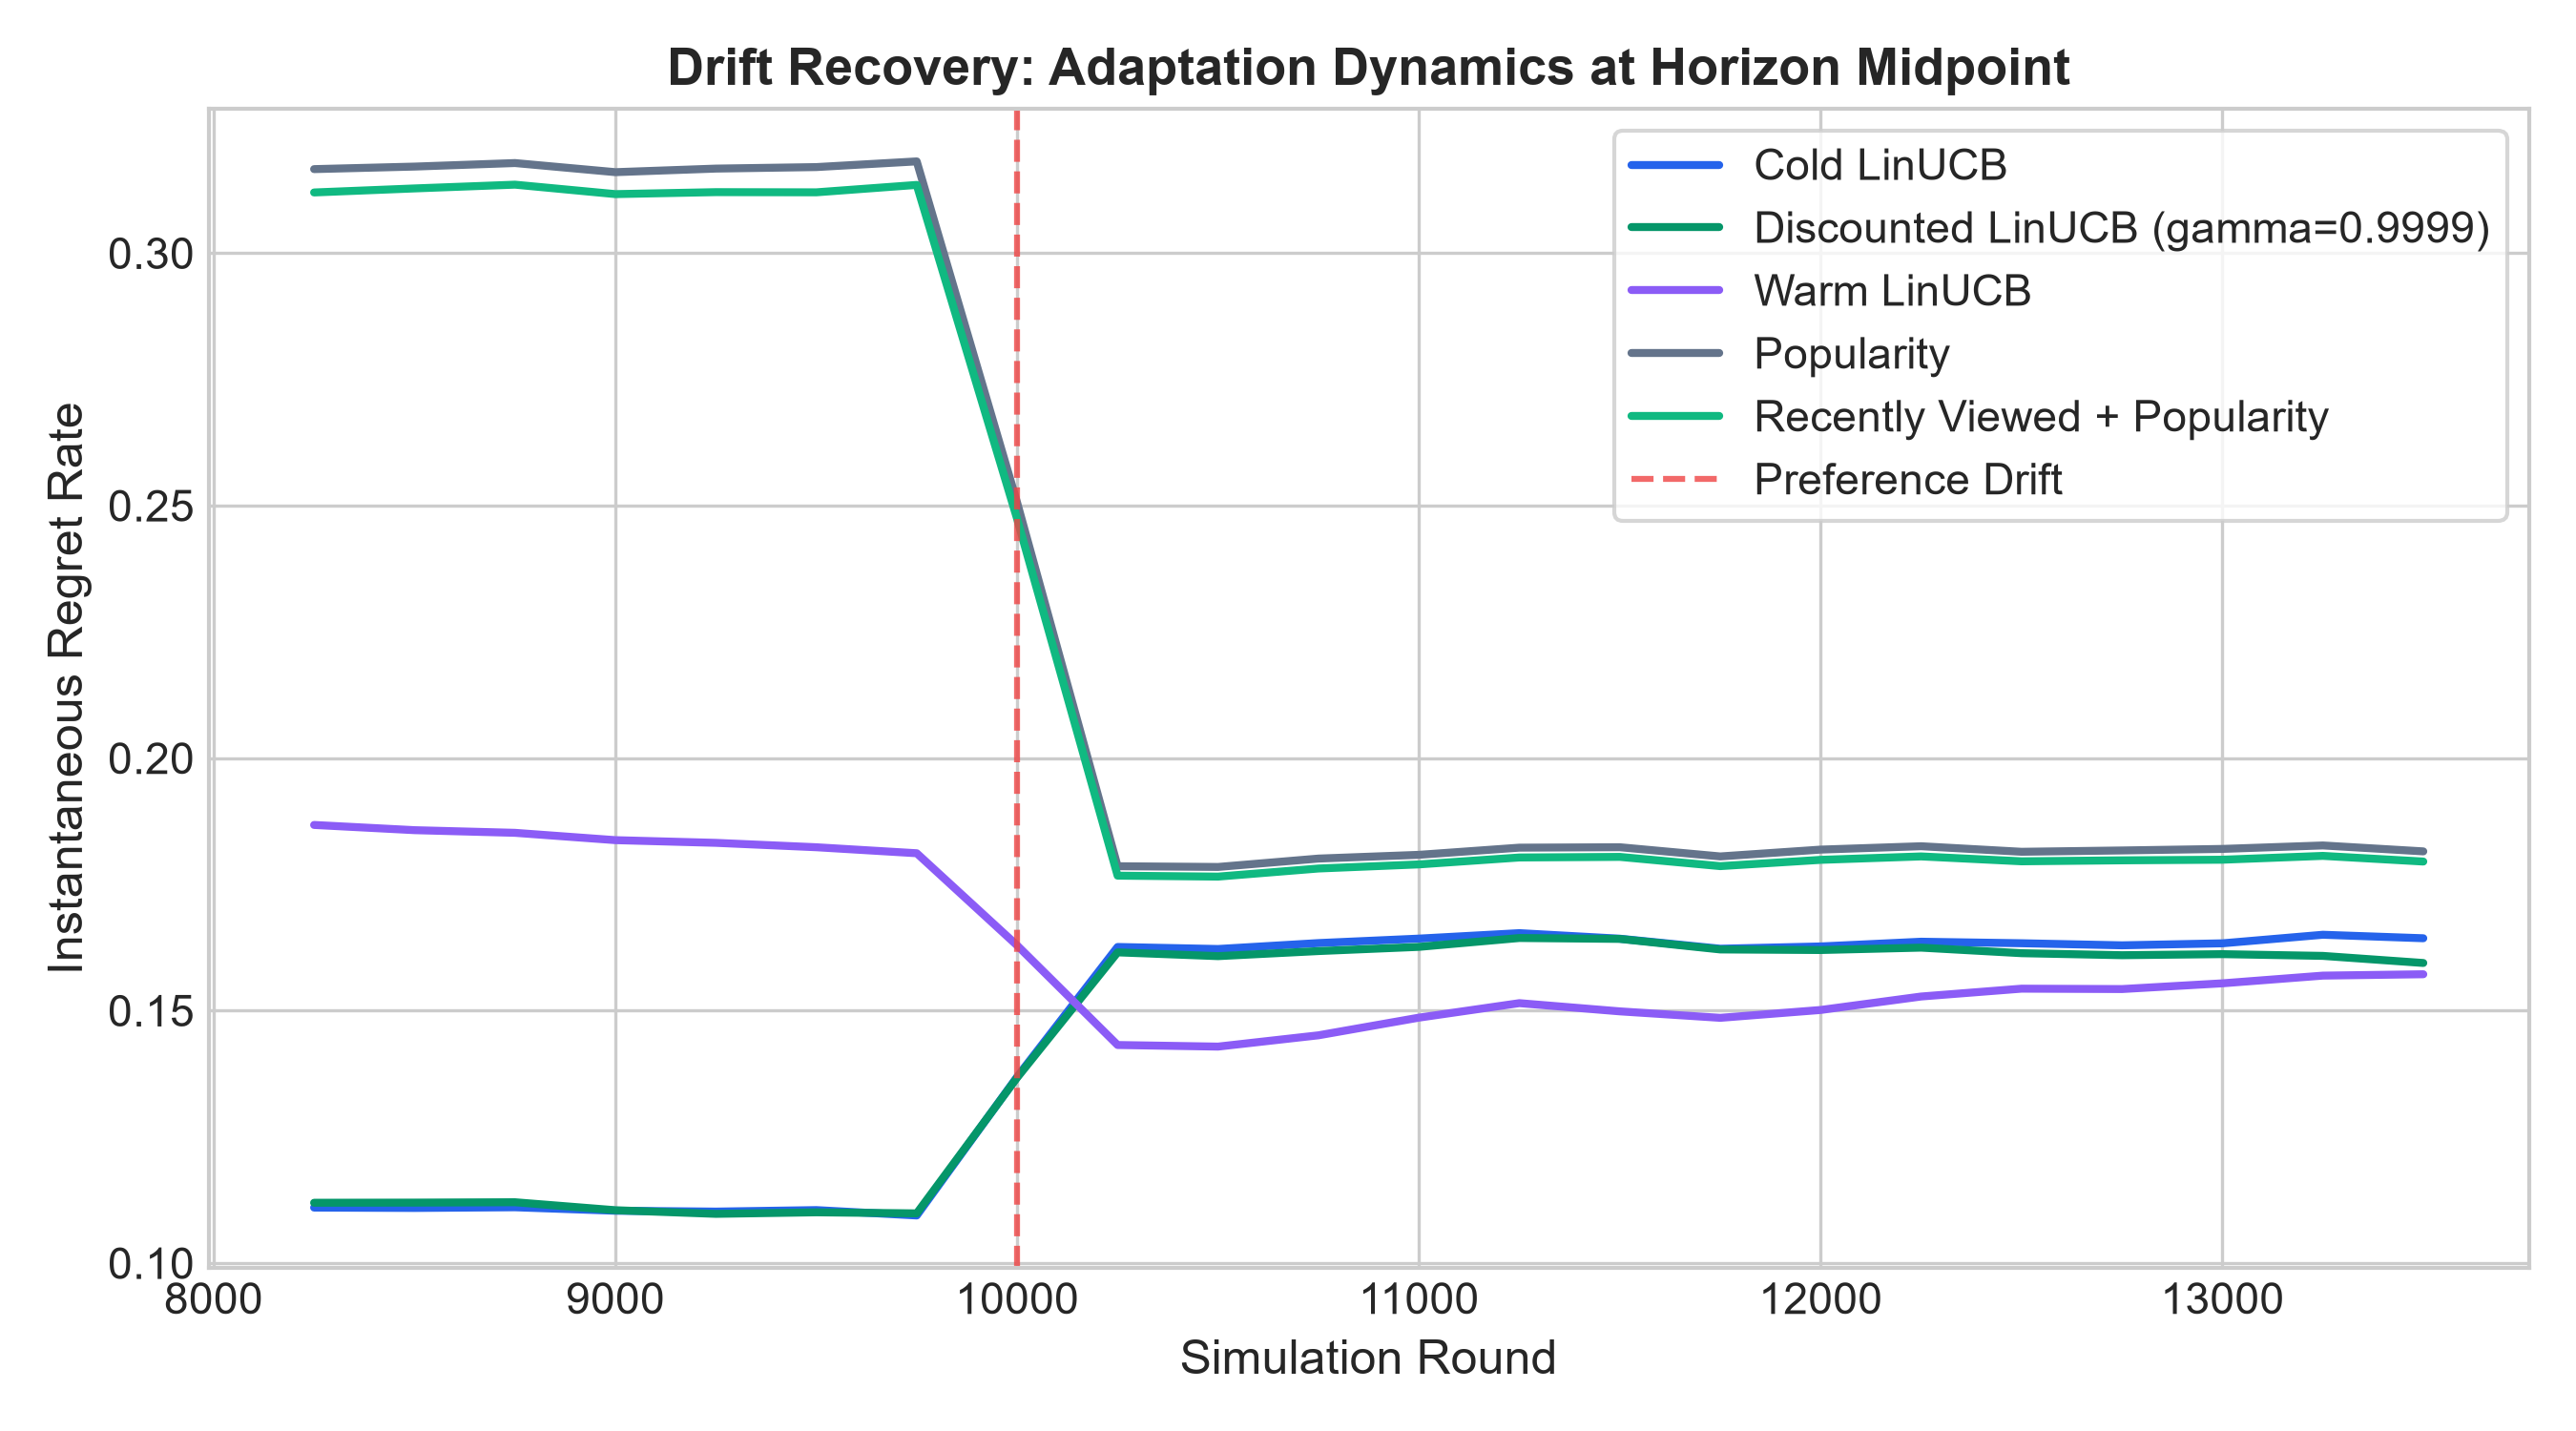 Drift Recovery: Adaptation Dynamics at Horizon Midpoint
Instantaneous Regret Rate
0.30
0.25
0.20
0.15
0.10
Cold LinUCB
Discounted LinUCB (gamma=0.9999)
Warm LinUCB
Popularity
Recently Viewed + Popularity
Preference Drift
8000 9000 10000 11000 12000 13000
Simulation Round